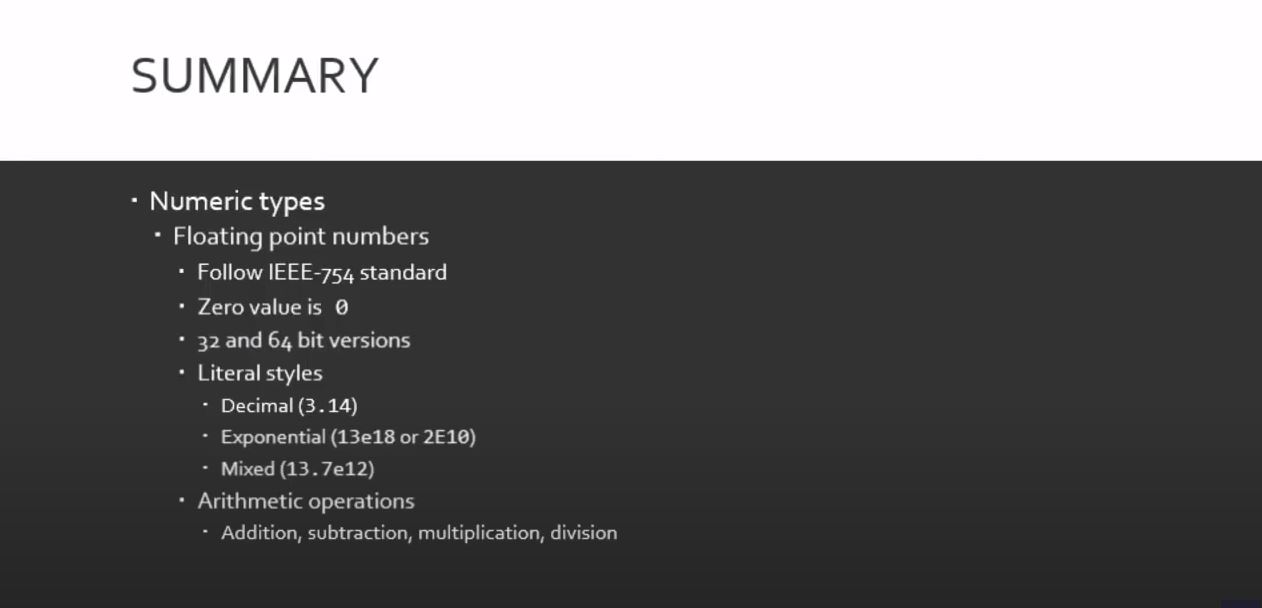 SUMMARY
▪ Numeric types
▪ Floating point numbers
▪ Follow IEEE-754 standard
▪ Zero value is 0
▪ 32 and 64 bit versions
▪ Literal styles
▪ Decimal (3.14)
▪ Exponential (13e18 or 2E10)
▪ Mixed (13.7e12)
▪ Arithmetic operations
▪ Addition, subtraction, multiplication, division